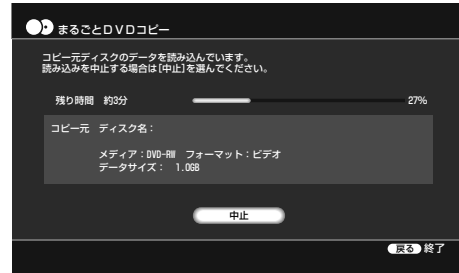 まるごとDVDコピー
コピー元ディスクのデータを読み込んでいます。
読み込みを中止する場合は[中止]を選んでください。
残り時間 約3分 27%
コピー元 ディスク名：
メディア：DVD-RW フォーマット：ビデオ
データサイズ： 1.0GB
中止
戻る 終了